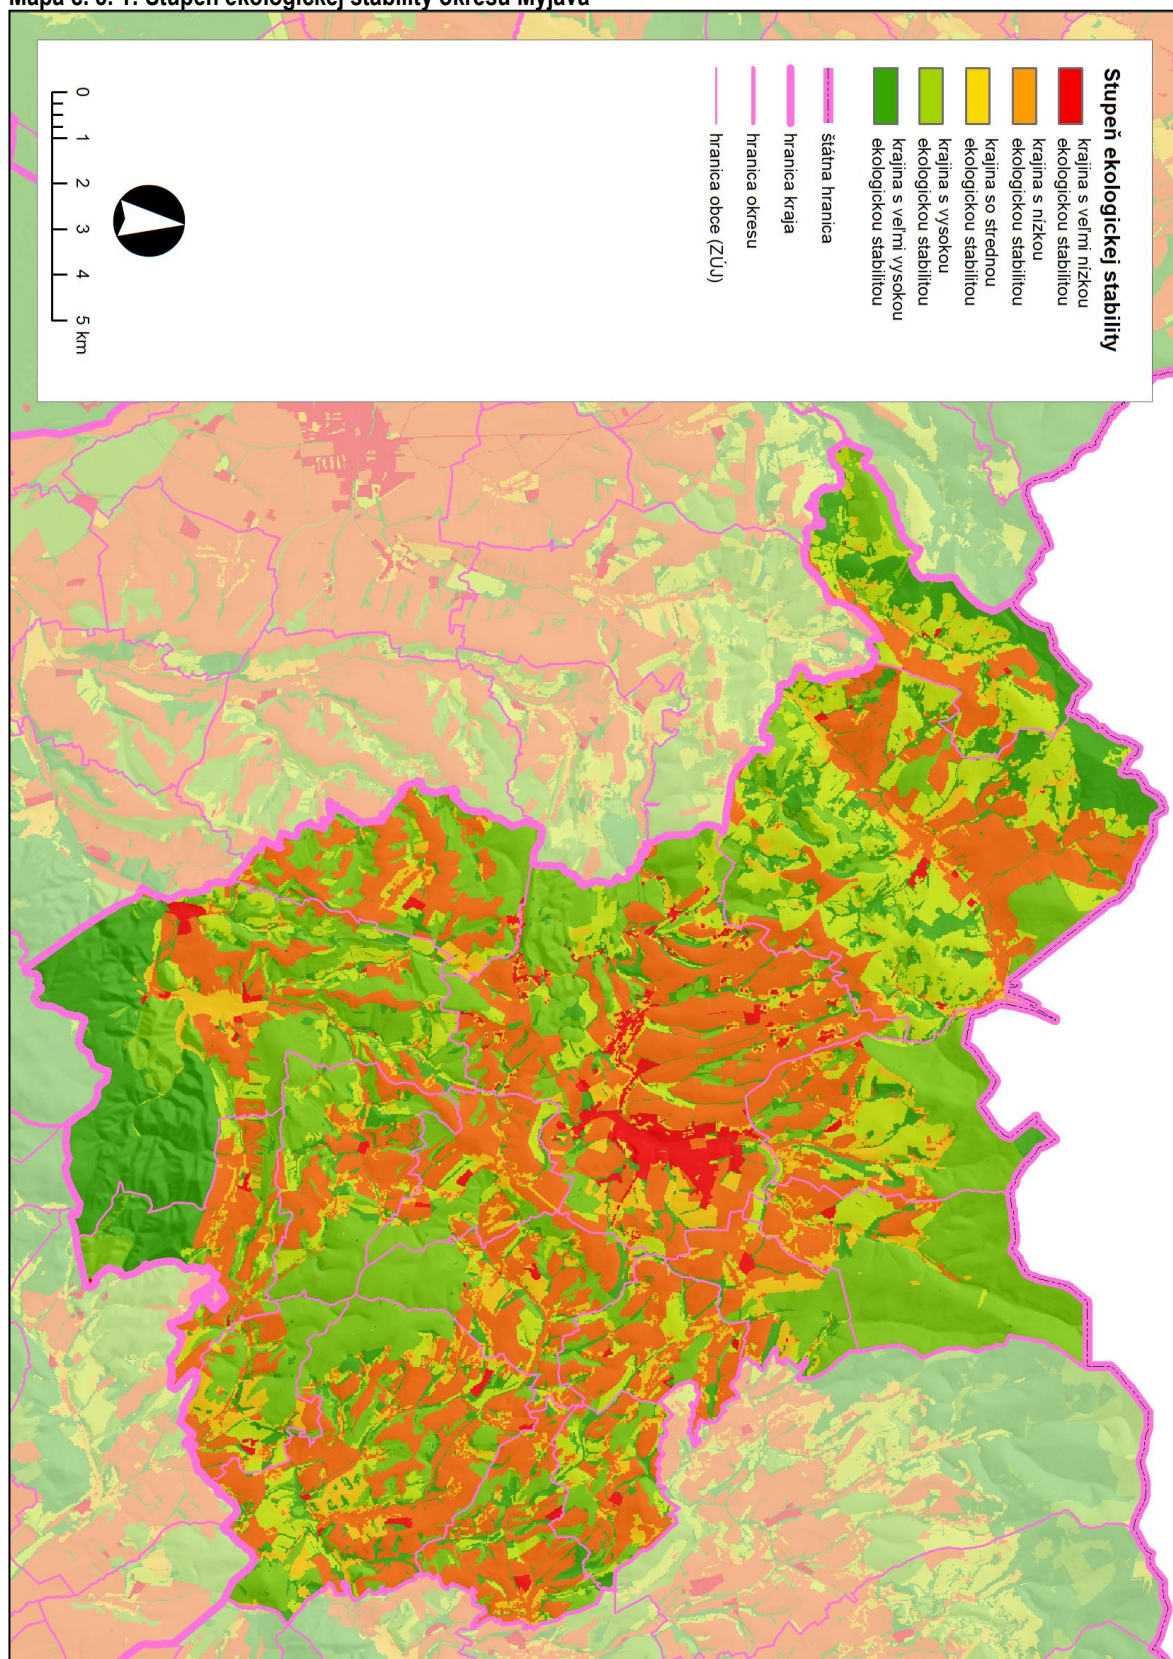 Mapa č. 3. 1: Stupeň ekologickej stability okresu Myjava
Stupeň ekologickej stability
krajina s veľmi nízkou
ekologickou stabilitou
krajina s nízkou
ekologickou stabilitou
krajina so strednou
ekologickou stabilitou
krajina s vysokou
ekologickou stabilitou
krajina s veľmi vysokou
ekologickou stabilitou
štátna hranica
hranica kraja
hranica okresu
hranica obce (ZÚJ)
0 1 2 3 4 5 km